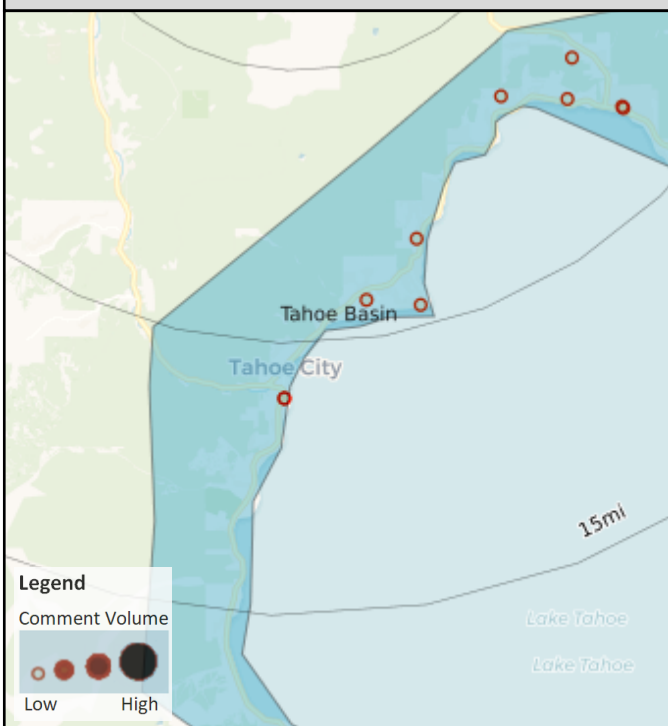 Tahoe Basin
Tahoe City
15mi
Lake Tahoe
Lake Tahoe
Legend
Comment Volume
Low High